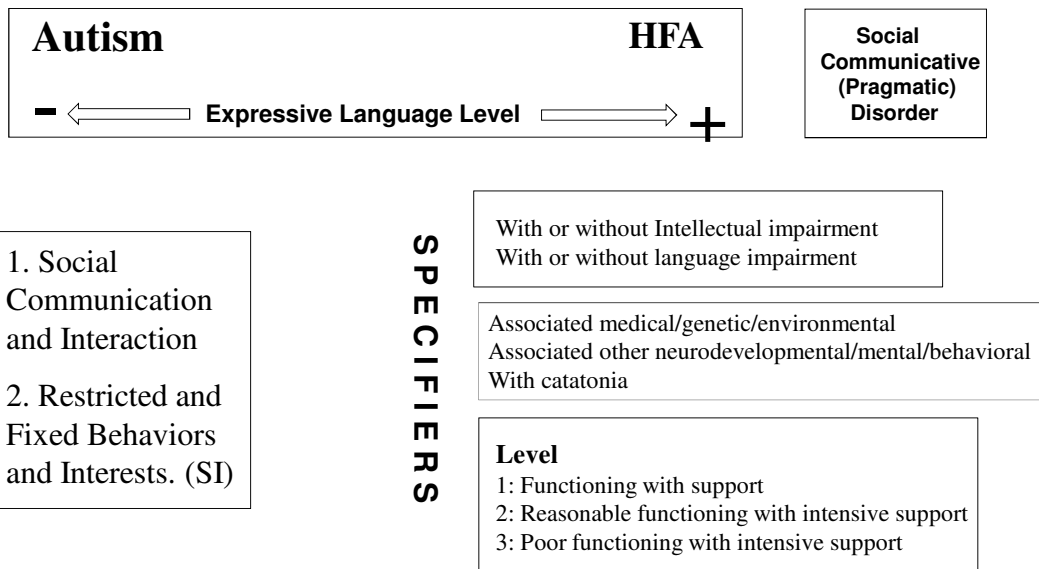 Autism HFA
- Expressive Language Level +
Social
Communicative
(Pragmatic)
Disorder
1. Social
Communication
and Interaction
2. Restricted and
Fixed Behaviors
and Interests. (SI)
SPECIFIERS
With or without Intellectual impairment
With or without language impairment
Associated medical/genetic/environmental
Associated other neurodevelopmental/mental/behavioral
With catatonia
Level
1: Functioning with support
2: Reasonable functioning with intensive support
3: Poor functioning with intensive support